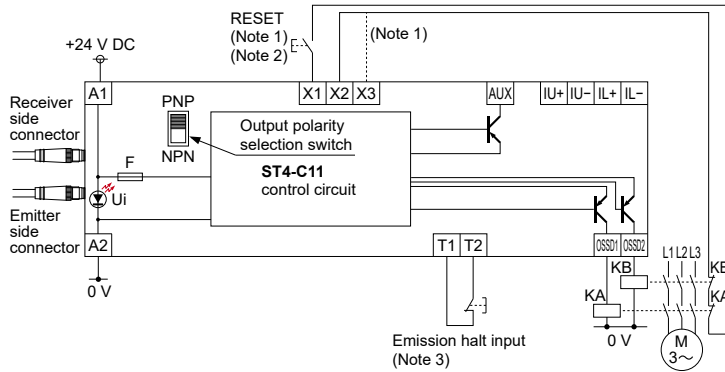 RESET
(Note 1)
(Note 2)
(Note 1)
+24 V DC
A1
X1
X2
X3
AUX
IU+
IU−
IL+
IL−
Receiver
side
connector
PNP
NPN
Output polarity
selection switch
ST4-C11
control circuit
F
Ui
Emitter
side
connector
A2
T1
T2
OSSD1
OSSD2
0 V
L1
L2
L3
KB
KB
KA
KA
Emission halt input
(Note 3)
0 V
M
3～